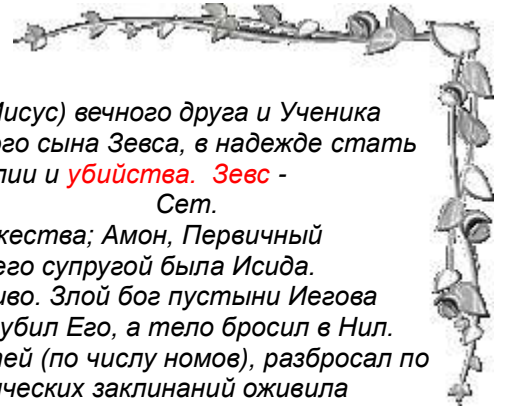 Иисус) вечного друга и Ученика
ого сына Зевса, в надежде стать
лии и убийства. Зевс -
Сет.
жества; Амон, Первичный
его супругой была Исида.
иво. Злой бог пустыни Иегова
убил Его, а тело бросил в Нил.
тей (по числу номов), разбросал по
ических заклинаний оживила